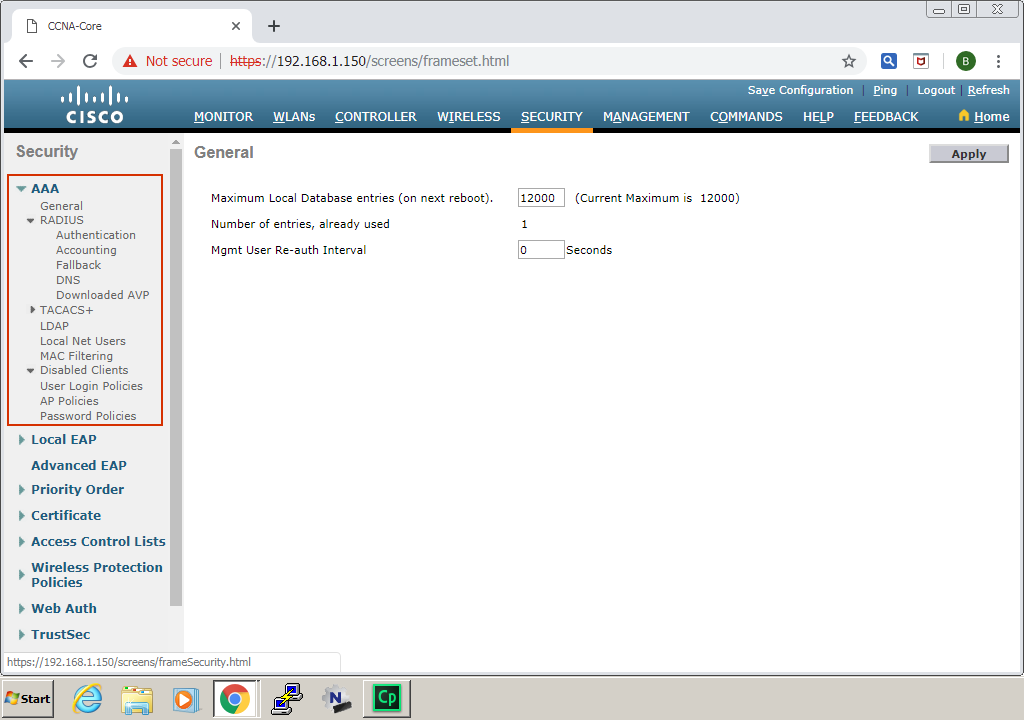 CCNA-Core
Not secure https://192.168.1.150/screens/frameset.html B
Save Configuration Ping Logout Refresh
CISCO
MONITOR WLANs CONTROLLER WIRELESS SECURITY MANAGEMENT COMMANDS HELP FEEDBACK Home
Security
AAA
General
RADIUS
Authentication
Accounting
Fallback
DNS
Downloaded AVP
TACACS+
LDAP
Local Net Users
MAC Filtering
Disabled Clients
User Login Policies
AP Policies
Password Policies
Local EAP
Advanced EAP
Priority Order
Certificate
Access Control Lists
Wireless Protection
Policies
Web Auth
TrustSec
General Apply
Maximum Local Database entries (on next reboot). 12000 (Current Maximum is 12000)
Number of entries, already used 1
Mgmt User Re-auth Interval 0 Seconds
https://192.168.1.150/screens/frameSecurity.html
Start N Cp